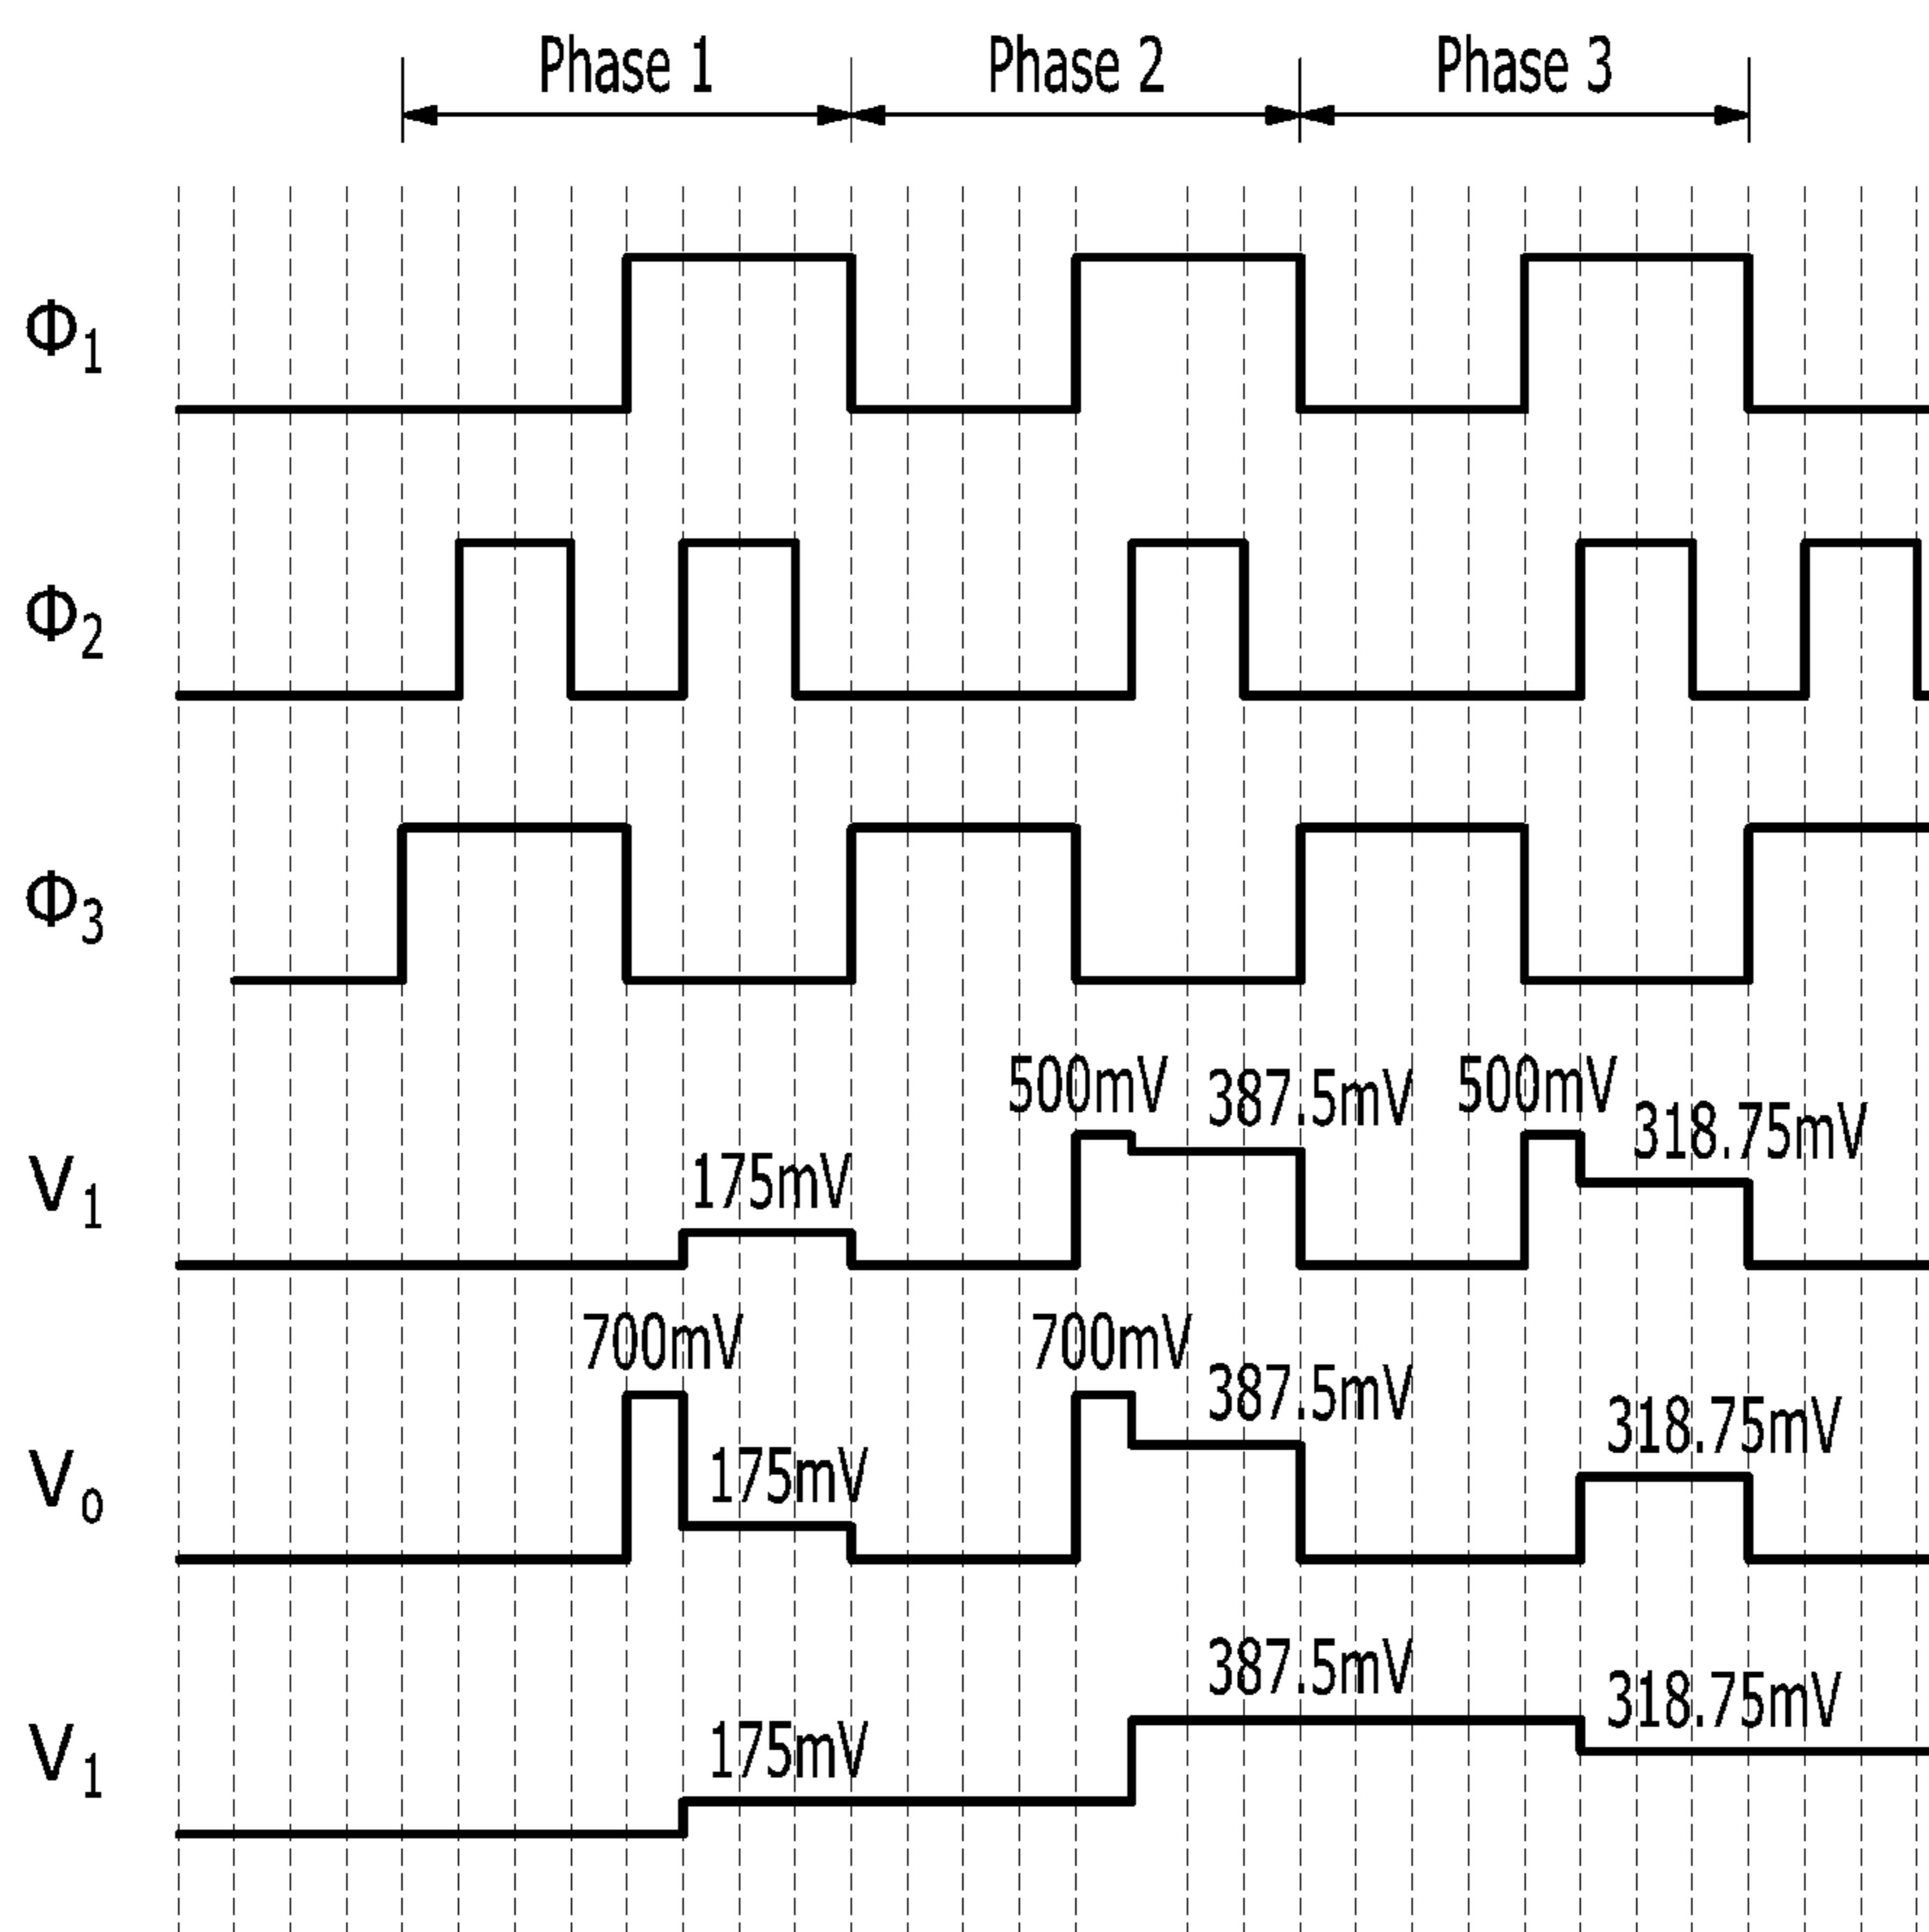 Phase 1 Phase 2 Phase 3
Φ1
Φ2
Φ3
500mV 387.5mV 500mV 318.75mV
175mV
V1
700mV 700mV 387.5mV 318.75mV
175mV
Vo
387.5mV 318.75mV
175mV
V1